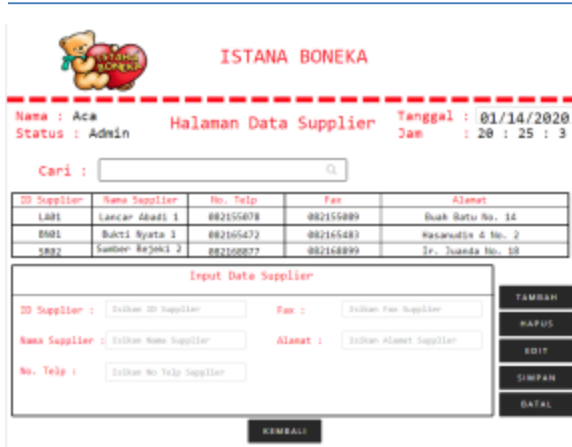 ISTANA BONEKA
ISTANA BONEKA
Nama : Aca
Status : Admin
Halaman Data Supplier
Tanggal : 01/14/2020
Jam : 20 : 25 : 3
Cari :
ID Supplier Nama Supplier No. Telp Fax Alamat
LA01 Lancar Abadi 1 082155078 082155089 Buah Batu No. 14
BN01 Bukti Nyata 1 082165472 082165483 Hasanudin 4 No. 2
SR02 Sumber Rejeki 2 082168877 082168899 Ir. Juanda No. 18
Input Data Supplier
ID Supplier : Isikan ID Supplier
Fax : Isikan Fax Supplier
Nama Supplier : Isikan Nama Supplier
Alamat : Isikan Alamat Supplier
No. Telp : Isikan No Telp Supplier
TAMBAH
HAPUS
EDIT
SIMPAN
BATAL
KEMBALI